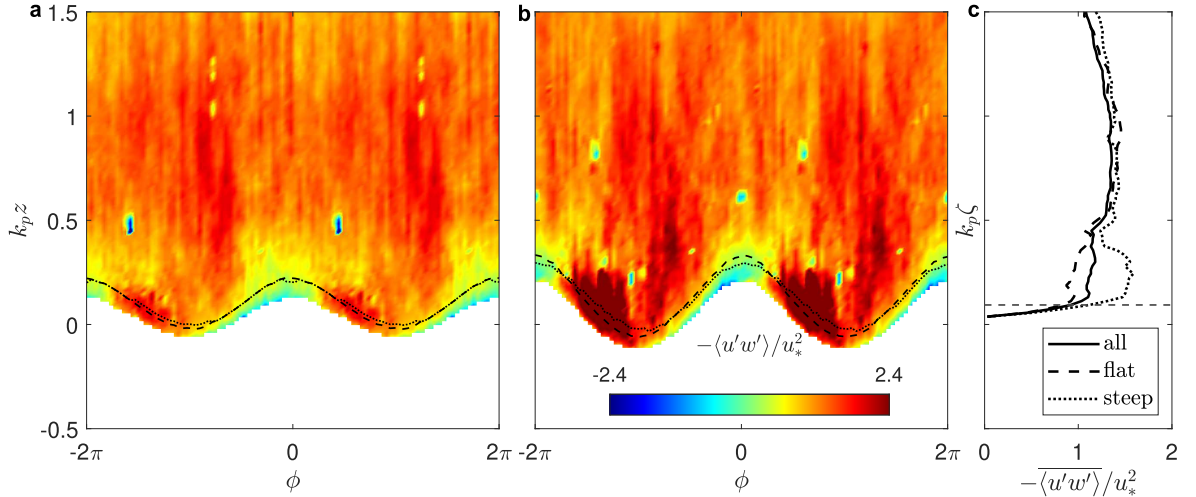 a
b
c
1.5
1
0.5
0
-0.5
k_p z
-2π
0
2π
ϕ
-2π
0
2π
ϕ
-⟨u′w′⟩/u_*^2
-2.4
2.4
k_p ζ
all
flat
steep
0
1
2
-\overline{⟨u′w′⟩}/u_*^2